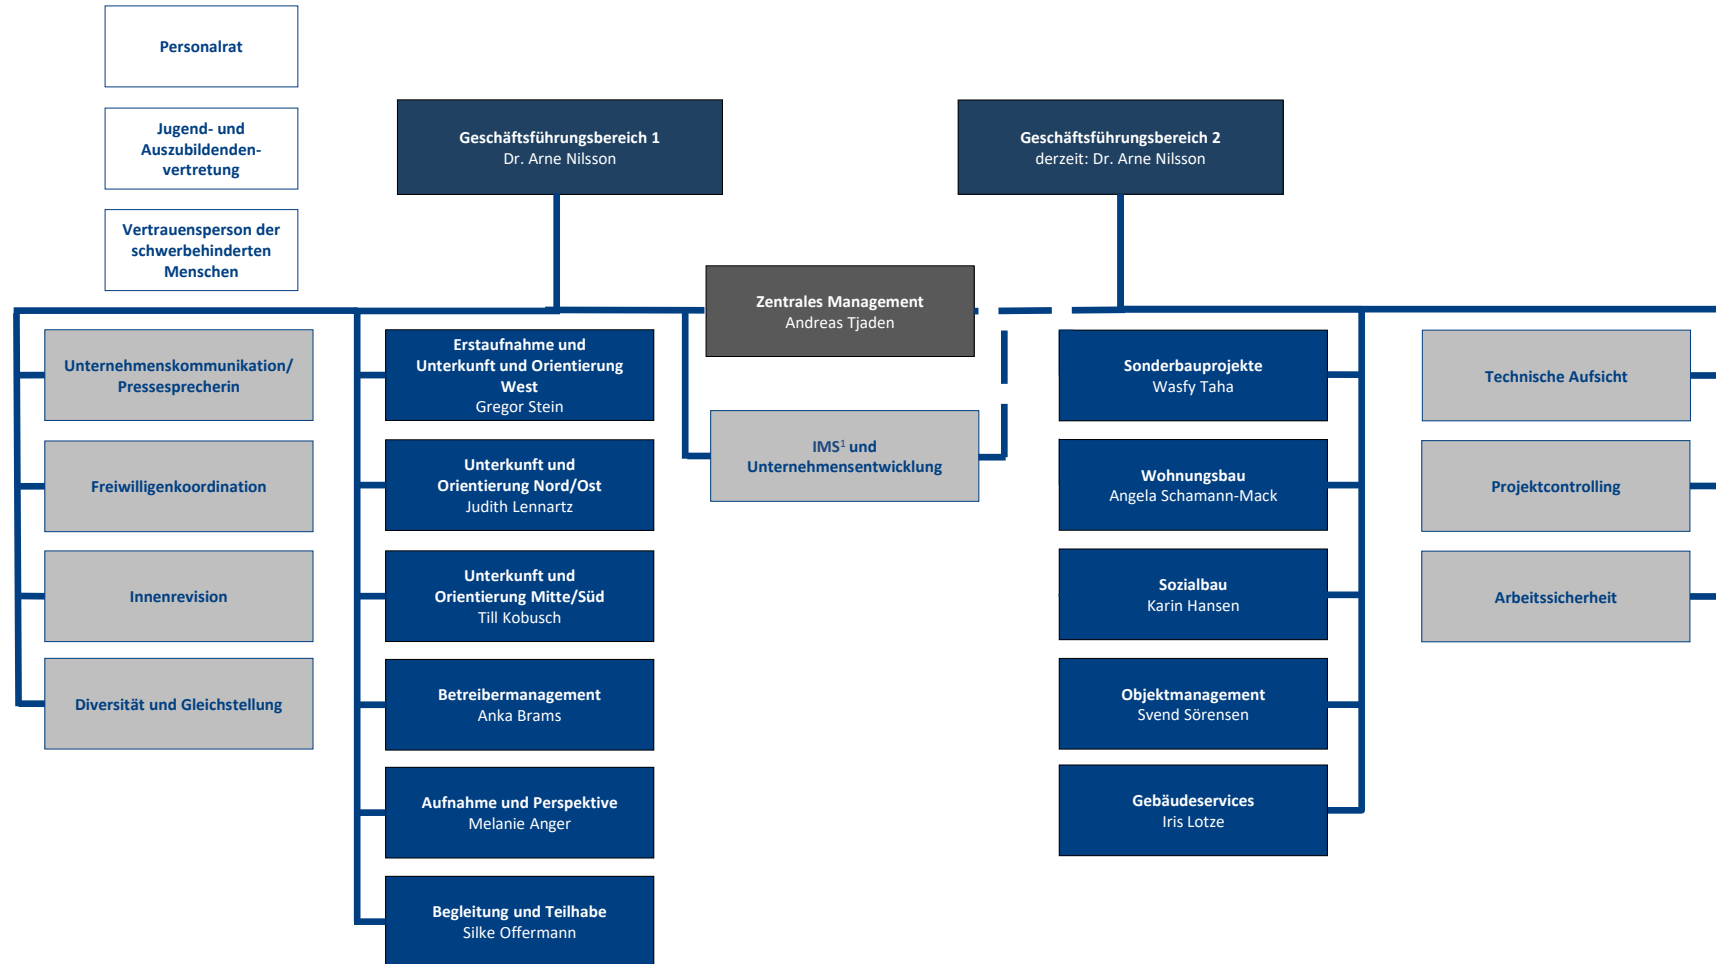 Personalrat
Jugend- und
Auszubildenden-
vertretung
Vertrauensperson der
schwerbehinderten
Menschen
Geschäftsführungsbereich 1
Dr. Arne Nilsson
Geschäftsführungsbereich 2
derzeit: Dr. Arne Nilsson
Zentrales Management
Andreas Tjaden
IMS¹ und
Unternehmensentwicklung
Unternehmenskommunikation/
Pressesprecherin
Freiwilligenkoordination
Innenrevision
Diversität und Gleichstellung
Erstaufnahme und
Unterkunft und Orientierung
West
Gregor Stein
Unterkunft und
Orientierung Nord/Ost
Judith Lennartz
Unterkunft und
Orientierung Mitte/Süd
Till Kobusch
Betreibermanagement
Anka Brams
Aufnahme und Perspektive
Melanie Anger
Begleitung und Teilhabe
Silke Offermann
Sonderbauprojekte
Wasfy Taha
Wohnungsbau
Angela Schamann-Mack
Sozialbau
Karin Hansen
Objektmanagement
Svend Sörensen
Gebäudeservices
Iris Lotze
Technische Aufsicht
Projektcontrolling
Arbeitssicherheit